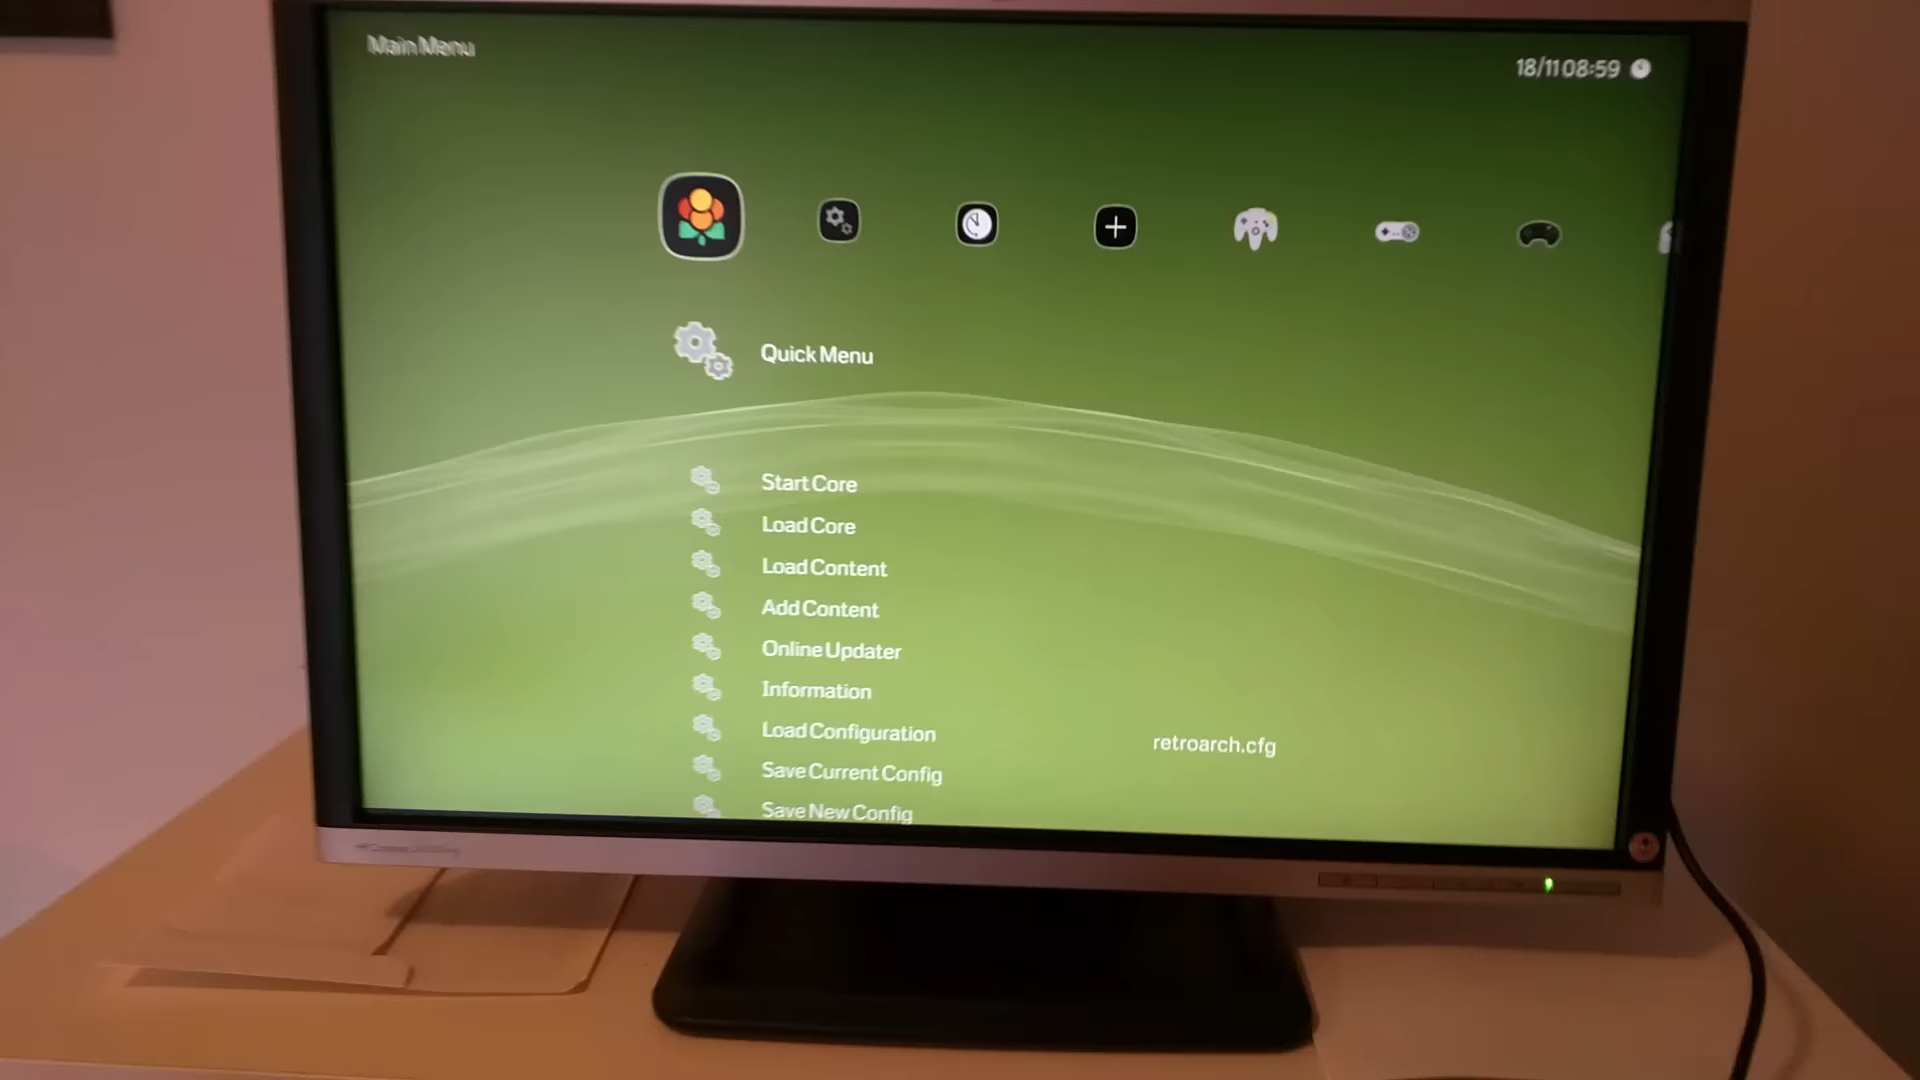 Main Menu
18/11 08:59
Quick Menu
Start Core
Load Core
Load Content
Add Content
Online Updater
Information
Load Configuration
retroarch.cfg
Save Current Config
Save New Config